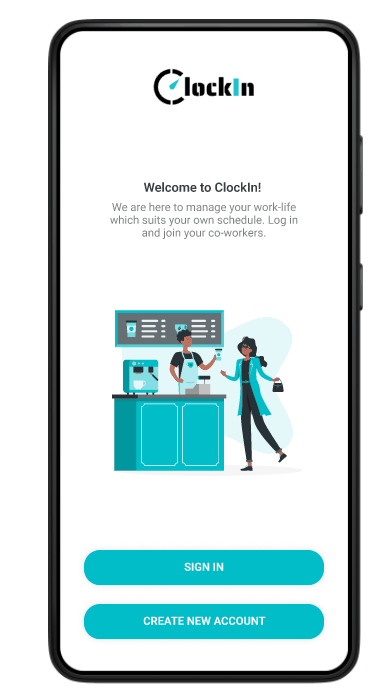 ClockIn
Welcome to ClockIn!
We are here to manage your work-life
which suits your own schedule. Log in
and join your co-workers.
SIGN IN
CREATE NEW ACCOUNT